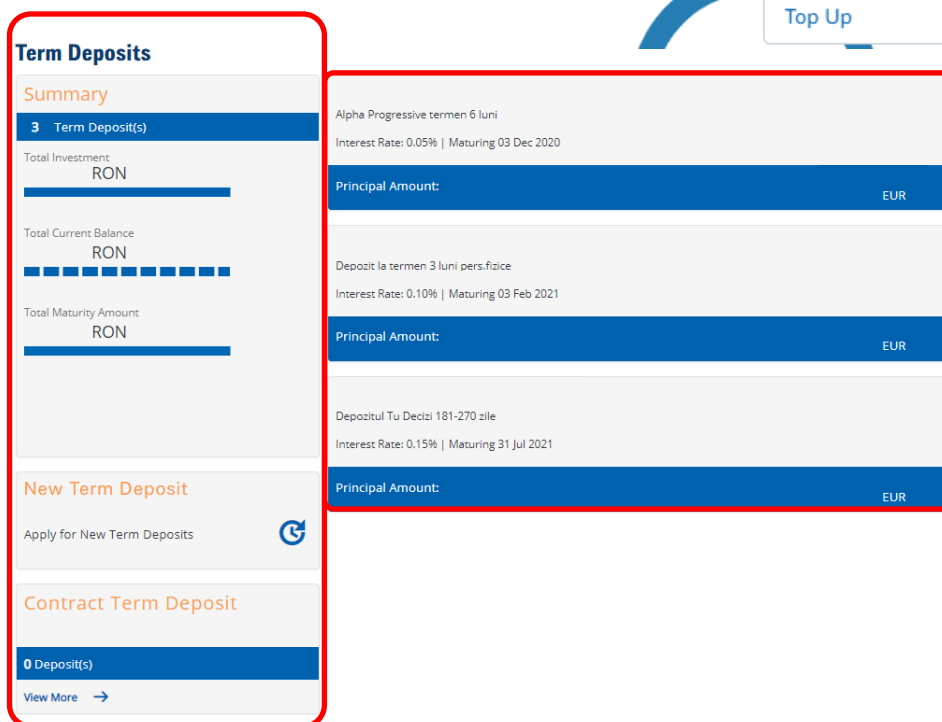 Top Up
Term Deposits
Summary
3 Term Deposit(s)
Total Investment
RON
Total Current Balance
RON
Total Maturity Amount
RON
New Term Deposit
Apply for New Term Deposits
Contract Term Deposit
0 Deposit(s)
View More
Alpha Progressive termen 6 luni
Interest Rate: 0.05% | Maturing 03 Dec 2020
Principal Amount:
EUR
Depozit la termen 3 luni pers.fizice
Interest Rate: 0.10% | Maturing 03 Feb 2021
Principal Amount:
EUR
Depozitul Tu Decizi 181-270 zile
Interest Rate: 0.15% | Maturing 31 Jul 2021
Principal Amount:
EUR